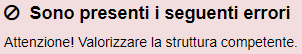 Sono presenti i seguenti errori
Attenzione! Valorizzare la struttura competente